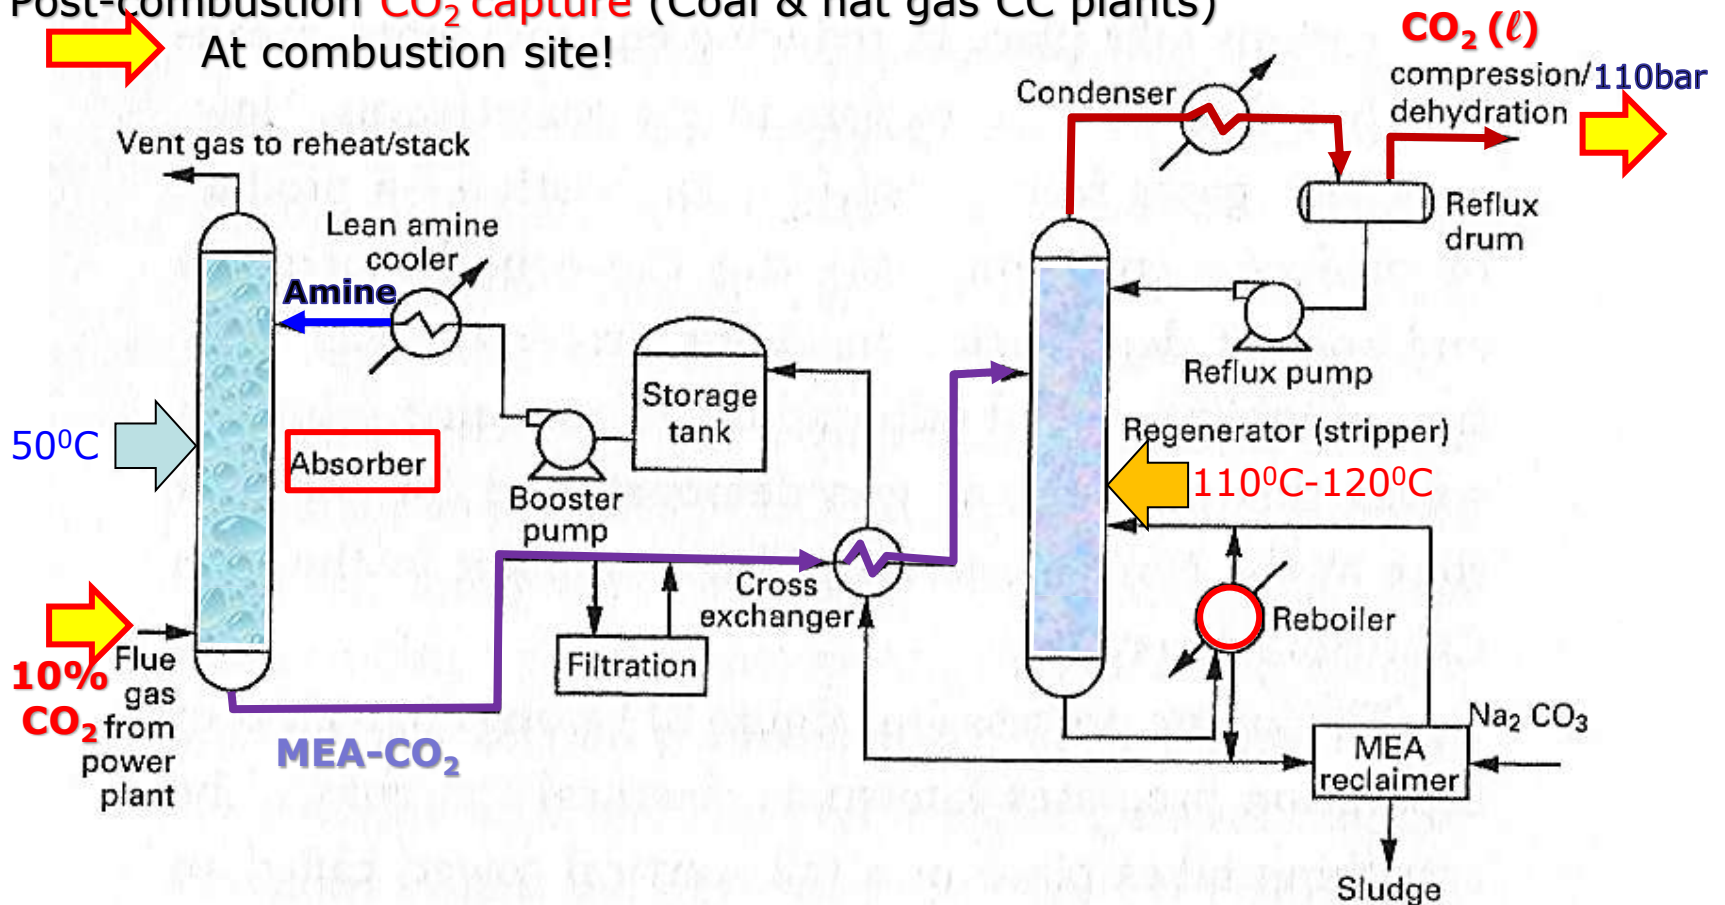 Post-combustion CO₂ capture (Coal & nat gas CC plants)
At combustion site!
CO₂ (ℓ)
compression/110bar
dehydration
Condenser
Vent gas to reheat/stack
Reflux
drum
Lean amine
cooler
Amine
Storage
tank
Reflux pump
50⁰C
Absorber
Regenerator (stripper)
110⁰C-120⁰C
Booster
pump
Cross
exchanger
Reboiler
Filtration
10%
CO₂
Flue
gas
from
power
plant
MEA-CO₂
Na₂ CO₃
MEA
reclaimer
Sludge